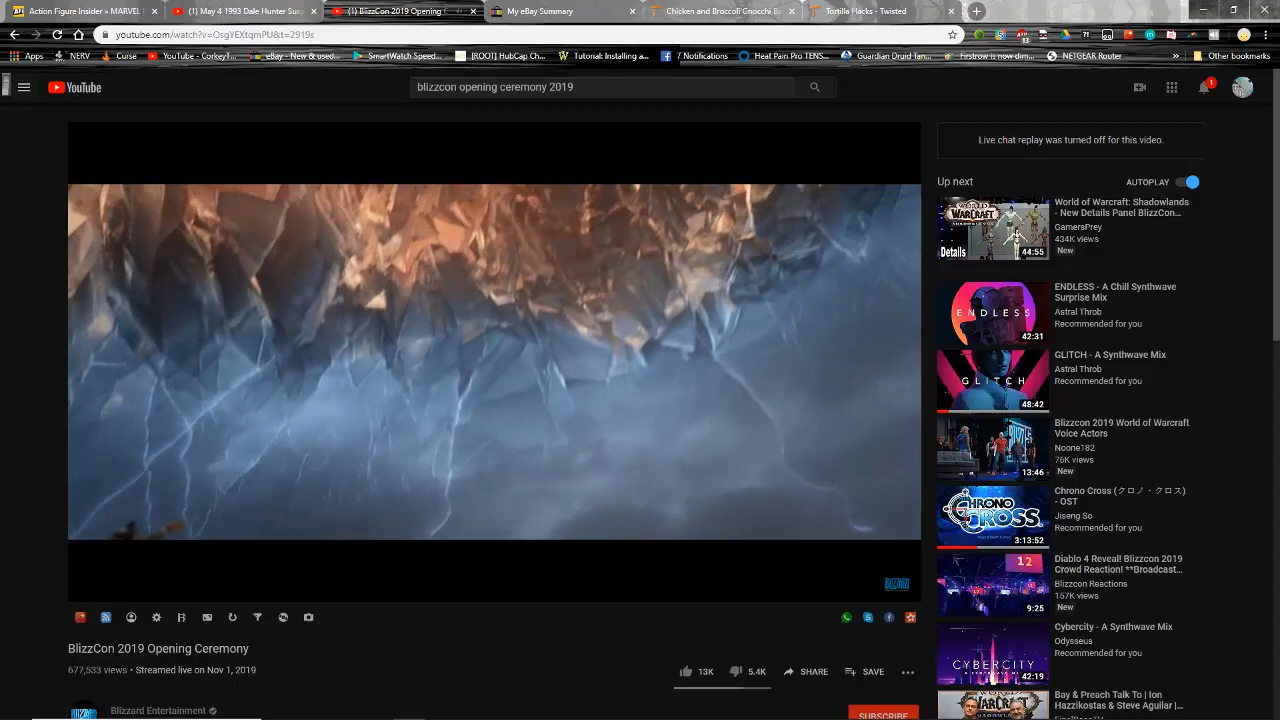 Action Figure Insider » MARVEL
(1) May 4 1993 Dale Hunter Sus
(1) BlizzCon 2019 Opening
My eBay Summary
Chicken and Broccoli Gnocchi B
Tortilla Hacks - Twisted
youtube.com/watch?v=OsgYEXtqmPU&t=2919s
Apps
Curse
YouTube - CorkeyT...
eBay - New & used...
SmartWatch Speed...
[ROOT] HubCap Ch...
Tutorial: Installing a...
7 Notifications
Heat Pain Pro TENS...
Guardian Druid Tan...
Firstrow is now dim...
NETGEAR Router
Other bookmarks
YouTube
blizzcon opening ceremony 2019
1
Live chat replay was turned off for this video.
Up next
AUTOPLAY
WORLD OF WARCRAFT
Details
44:55
World of Warcraft: Shadowlands
- New Details Panel BlizzCon...
GamersPrey
434K views
New
ENDLESS
42:31
ENDLESS - A Chill Synthwave
Surprise Mix
Astral Throb
Recommended for you
GLITCH
48:42
GLITCH - A Synthwave Mix
Astral Throb
Recommended for you
13:46
Blizzcon 2019 World of Warcraft
Voice Actors
Noone182
76K views
New
CHRONO CROSS
3:13:52
Chrono Cross (クロノ・クロス)
- OST
Jiseng So
Recommended for you
12
9:25
Diablo 4 Reveal! Blizzcon 2019
Crowd Reaction! **Broadcast...
Blizzcon Reactions
157K views
New
CYBERCITY
42:19
Cybercity - A Synthwave Mix
Odysseus
Recommended for you
WARCRAFT
Bay & Preach Talk To | Ion
Hazzikostas & Steve Aguilar |...
BLIZZCON
BlizzCon 2019 Opening Ceremony
677,533 views • Streamed live on Nov 1, 2019
13K
5.4K
SHARE
SAVE
Blizzard Entertainment
SUBSCRIBE